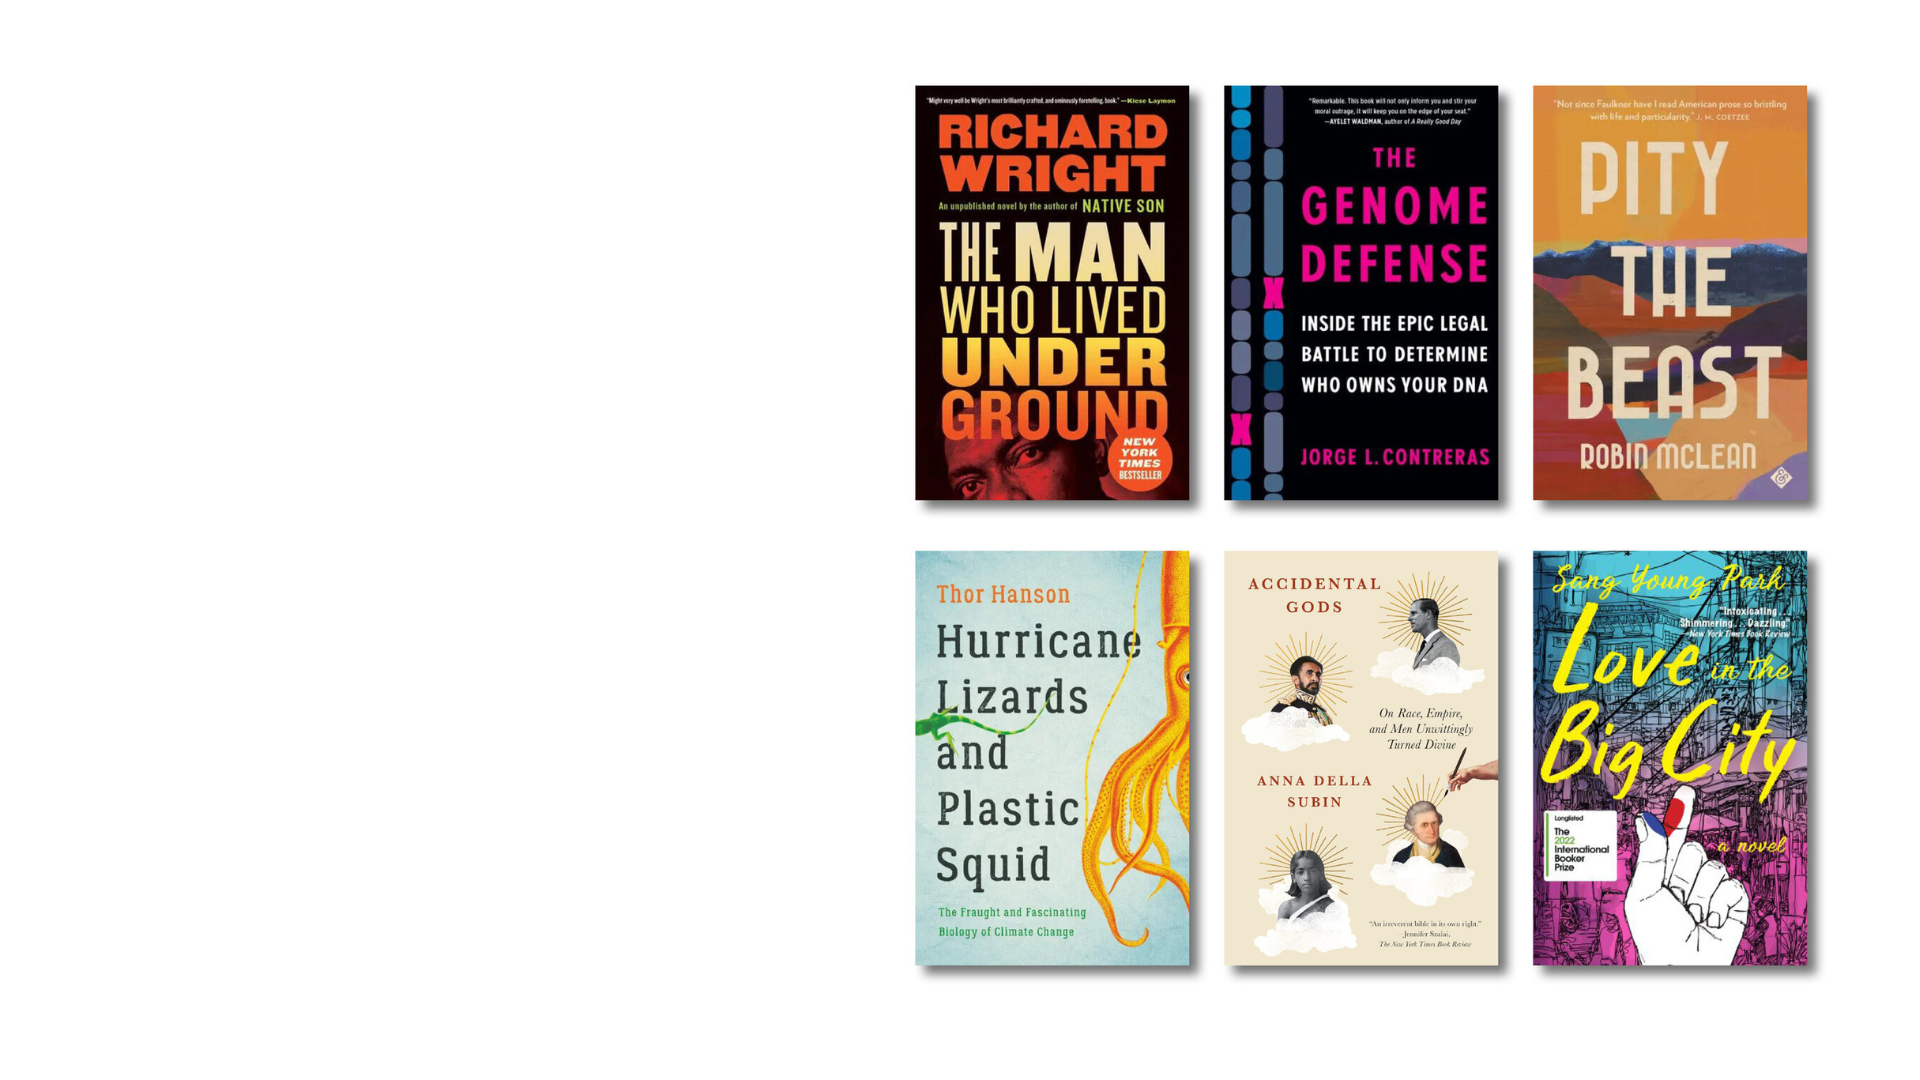 "Might very well be Wright's most brilliantly crafted, and ominously foretelling, book." —Kiese Laymon
RICHARD
WRIGHT
An unpublished novel by the author of NATIVE SON
THE MAN
WHO LIVED
UNDER
GROUND
NEW
YORK
TIMES
BESTSELLER
"Remarkable. This book will not only inform you and stir your
moral outrage, it will keep you on the edge of your seat."
—AYELET WALDMAN, author of A Really Good Day
THE
GENOME
DEFENSE
INSIDE THE EPIC LEGAL
BATTLE TO DETERMINE
WHO OWNS YOUR DNA
JORGE L. CONTRERAS
"Not since Faulkner have I read American prose so bristling
with life and particularity." J. M. COETZEE
PITY
THE
BEAST
ROBIN MCLEAN
&
Thor Hanson
Hurricane
Lizards
and
Plastic
Squid
The Fraught and Fascinating
Biology of Climate Change
ACCIDENTAL
GODS
On Race, Empire,
and Men Unwittingly
Turned Divine
ANNA DELLA
SUBIN
"An irreverent bible in its own right."
Jennifer Szalai,
The New York Times Book Review
Sang Young Park
"Intoxicating...
Shimmering... Dazzling."
—New York Times Book Review
Love in the
Big City
a novel
Longlisted
The
2022
International
Booker
Prize